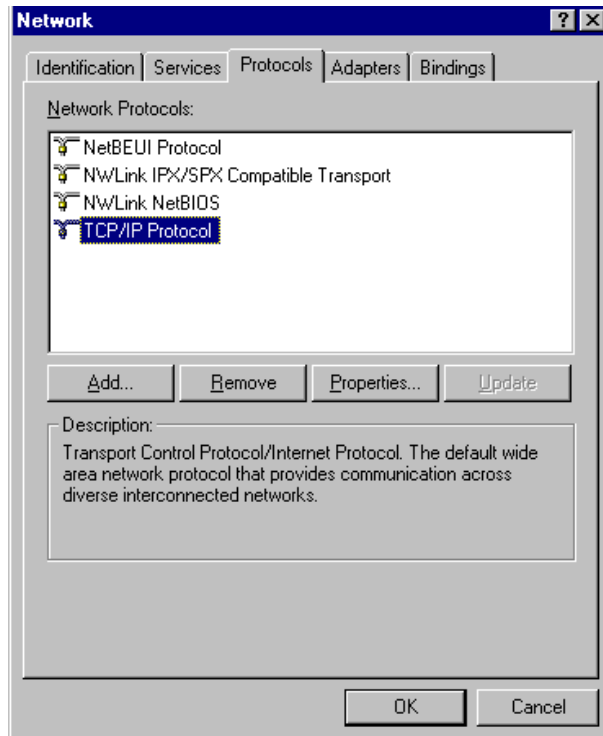 Network
Identification Services Protocols Adapters Bindings
Network Protocols:
NetBEUI Protocol
NWLink IPX/SPX Compatible Transport
NWLink NetBIOS
TCP/IP Protocol
Add... Remove Properties... Update
Description:
Transport Control Protocol/Internet Protocol. The default wide
area network protocol that provides communication across
diverse interconnected networks.
OK Cancel